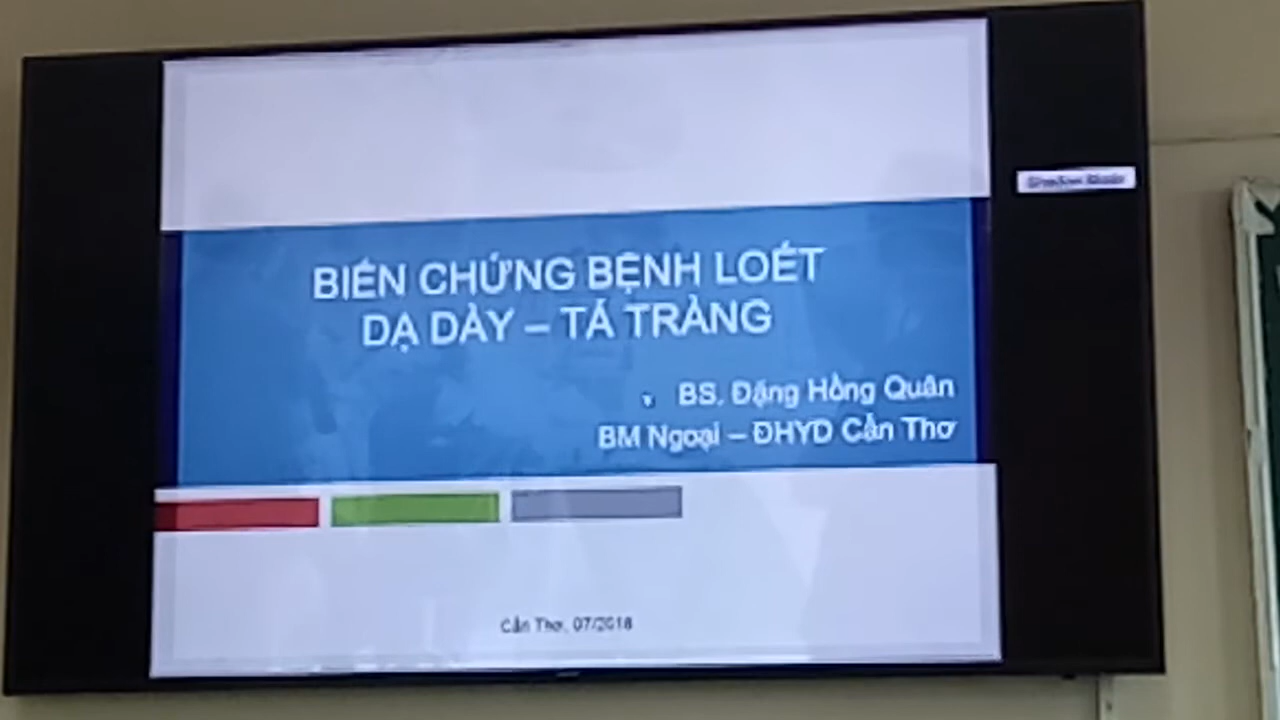 BIẾN CHỨNG BỆNH LOÉT
DẠ DÀY – TÁ TRÀNG
BS. Đặng Hồng Quân
BM Ngoại – ĐHYD Cần Thơ
Cần Thơ, 07/2018